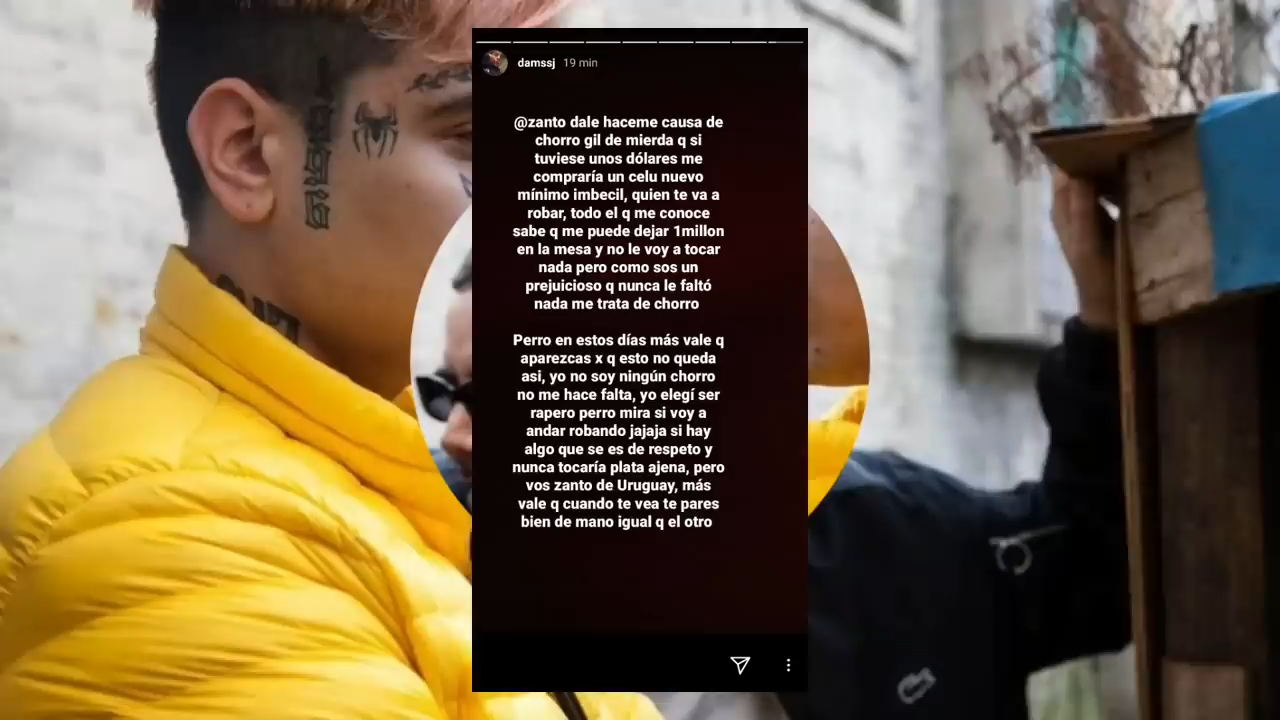 damssj 19 min
@zanto dale haceme causa de
chorro gil de mierda q si
tuviese unos dólares me
compraría un celu nuevo
mínimo imbecil, quien te va a
robar, todo el q me conoce
sabe q me puede dejar 1millon
en la mesa y no le voy a tocar
nada pero como sos un
prejuicioso q nunca le faltó
nada me trata de chorro
Perro en estos días más vale q
aparezcas x q esto no queda
asi, yo no soy ningún chorro
no me hace falta, yo elegí ser
rapero perro mira si voy a
andar robando jajaja si hay
algo que se es de respeto y
nunca tocaría plata ajena, pero
vos zanto de Uruguay, más
vale q cuando te vea te pares
bien de mano igual q el otro